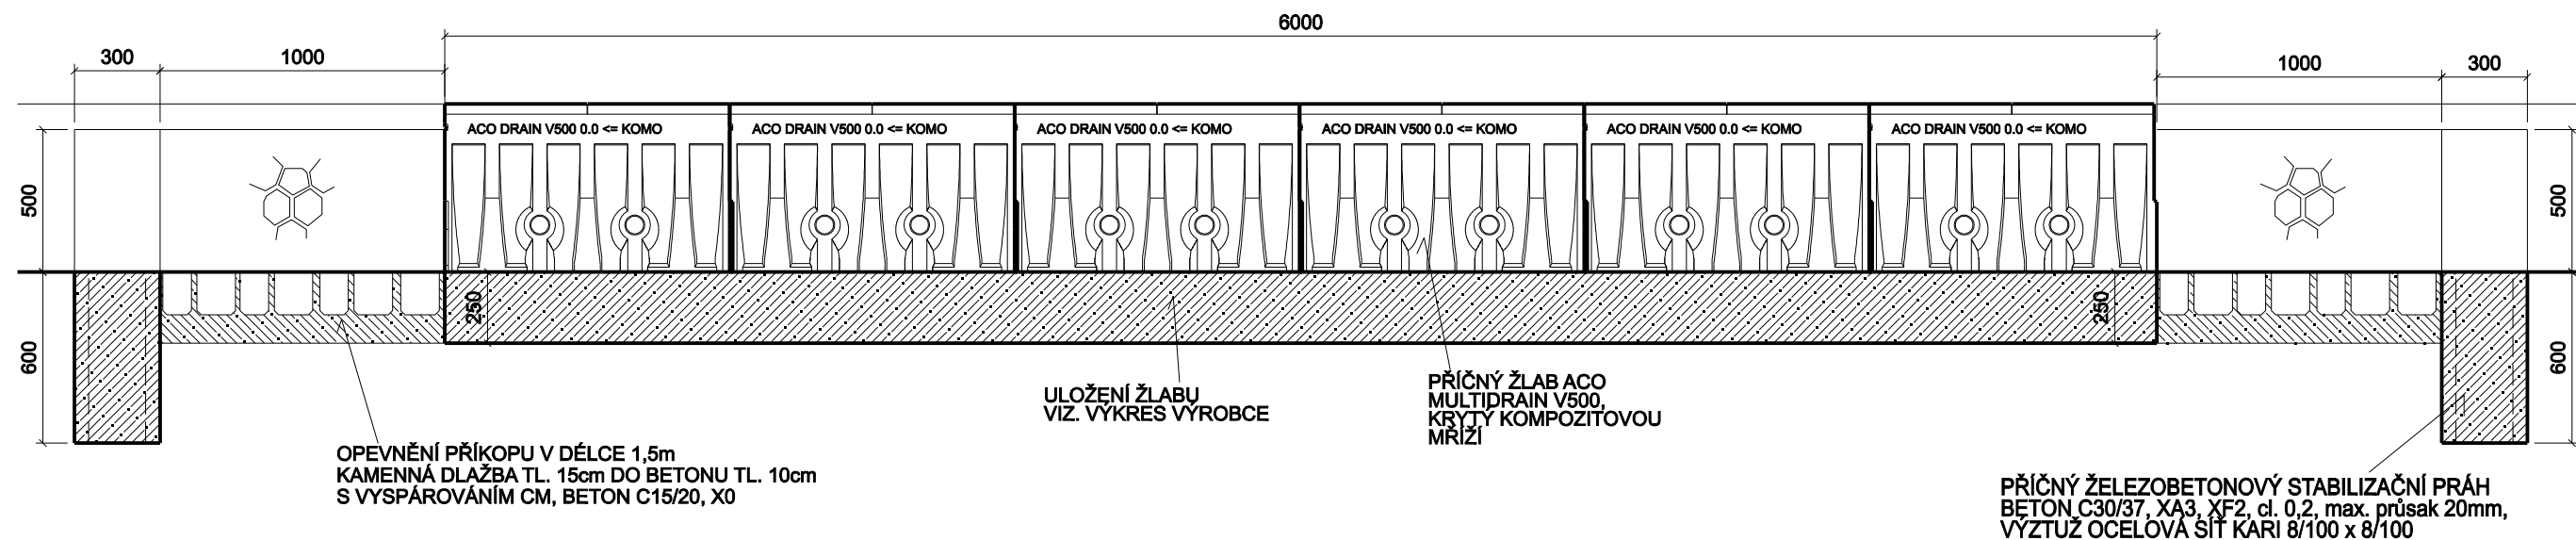 6000
300
1000
1000
300
ACO DRAIN V500 0.0 <= KOMO
ACO DRAIN V500 0.0 <= KOMO
ACO DRAIN V500 0.0 <= KOMO
ACO DRAIN V500 0.0 <= KOMO
ACO DRAIN V500 0.0 <= KOMO
ACO DRAIN V500 0.0 <= KOMO
500
500
250
250
600
600
ULOŽENÍ ŽLABU
VIZ. VÝKRES VÝROBCE
PŘÍČNÝ ŽLAB ACO
MULTIDRAIN V500,
KRYTÝ KOMPOZITOVOU
MŘÍŽÍ
OPEVNĚNÍ PŘÍKOPU V DÉLCE 1,5m
KAMENNÁ DLAŽBA TL. 15cm DO BETONU TL. 10cm
S VYSPÁROVÁNÍM CM, BETON C15/20, X0
PŘÍČNÝ ŽELEZOBETONOVÝ STABILIZAČNÍ PRÁH
BETON C30/37, XA3, XF2, cl. 0,2, max. průsak 20mm,
VÝZTUŽ OCELOVÁ SÍŤ KARI 8/100 x 8/100